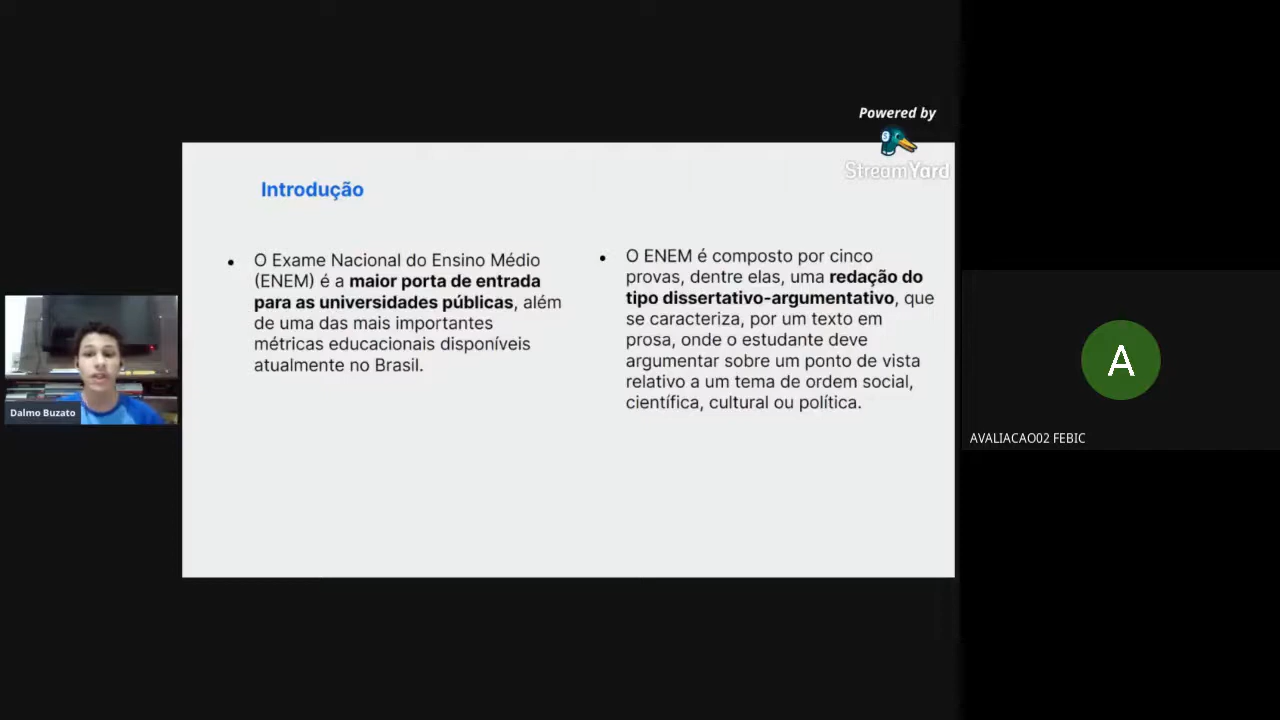 Powered by
StreamYard
Introdução
• O Exame Nacional do Ensino Médio
(ENEM) é a maior porta de entrada
para as universidades públicas, além
de uma das mais importantes
métricas educacionais disponíveis
atualmente no Brasil.
• O ENEM é composto por cinco
provas, dentre elas, uma redação do
tipo dissertativo-argumentativo, que
se caracteriza, por um texto em
prosa, onde o estudante deve
argumentar sobre um ponto de vista
relativo a um tema de ordem social,
científica, cultural ou política.
Dalmo Buzato
A
AVALIACAO02 FEBIC